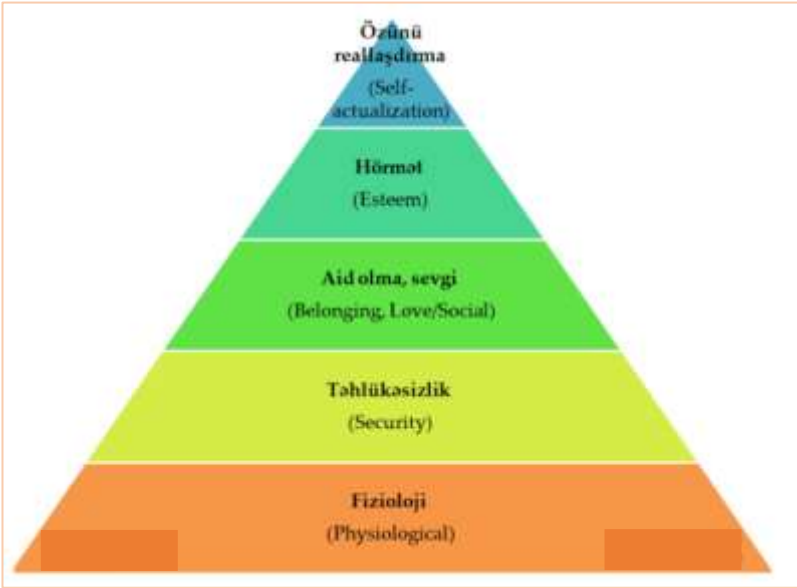 Özünü
reallaşdırma
(Self-
actualization)
Hörmət
(Esteem)
Aid olma, sevgi
(Belonging, Love/Social)
Təhlükəsizlik
(Security)
Fizioloji
(Physiological)